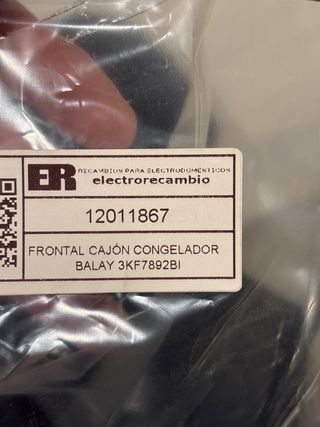 ER RECAMBIOS PARA ELECTRODOMÉSTICOS
electrorecambio
12011867
FRONTAL CAJÓN CONGELADOR
BALAY 3KF7892BI